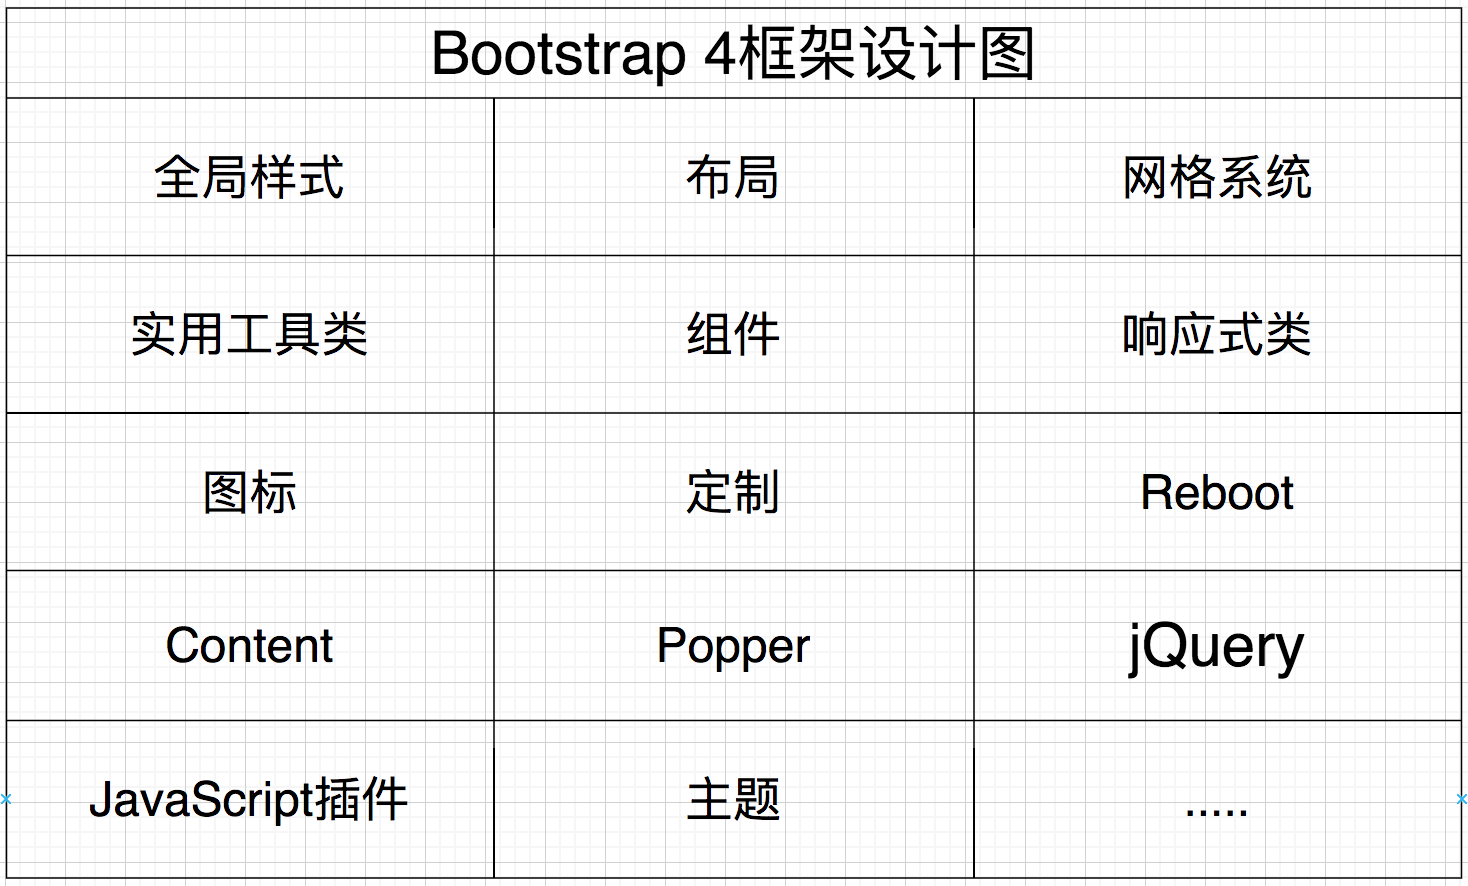 Bootstrap 4框架设计图
全局样式 布局 网格系统
实用工具类 组件 响应式类
图标 定制 Reboot
Content Popper jQuery
JavaScript插件 主题 .....